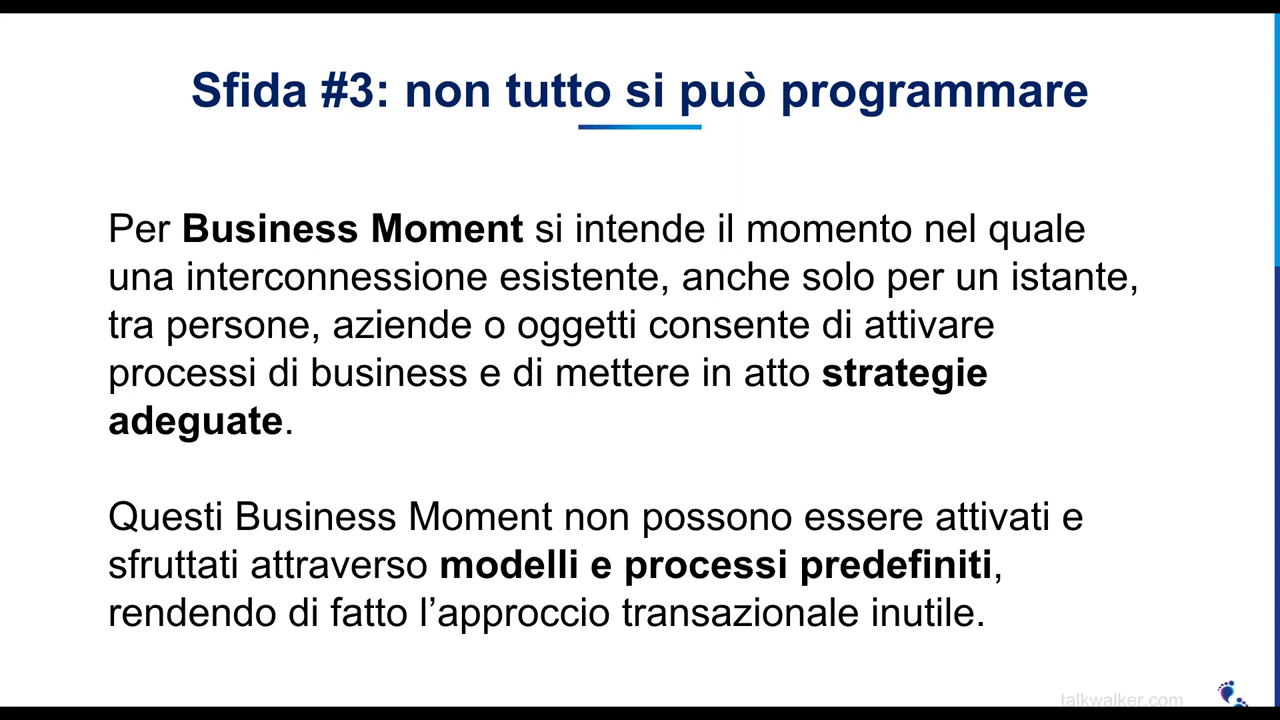 Sfida #3: non tutto si può programmare
Per Business Moment si intende il momento nel quale
una interconnessione esistente, anche solo per un istante,
tra persone, aziende o oggetti consente di attivare
processi di business e di mettere in atto strategie
adeguate.
Questi Business Moment non possono essere attivati e
sfruttati attraverso modelli e processi predefiniti,
rendendo di fatto l’approccio transazionale inutile.
talkwalker.com